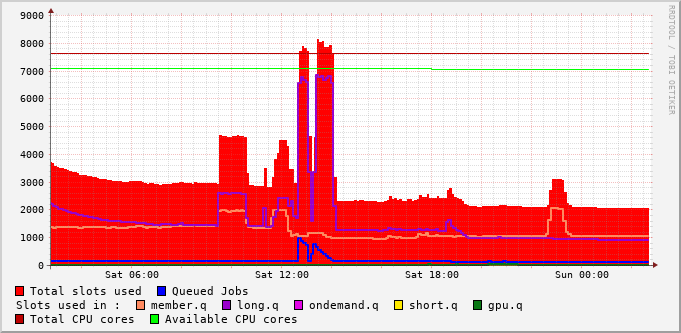 9000
8000
7000
6000
5000
4000
3000
2000
1000
0
Sat 06:00 Sat 12:00 Sat 18:00 Sun 00:00
Total slots used Queued Jobs
Slots used in : member.q long.q ondemand.q short.q gpu.q
Total CPU cores Available CPU cores
RRDTOOL / TOBI OETIKER